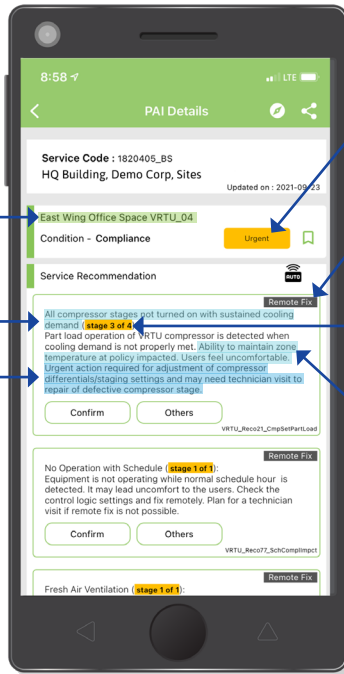 8:58
LTE
PAI Details
Service Code : 1820405_BS
HQ Building, Demo Corp, Sites
Updated on : 2021-09-23
East Wing Office Space VRTU_04
Condition - Compliance
Urgent
Service Recommendation
AUTO
Remote Fix
All compressor stages not turned on with sustained cooling
demand ( stage 3 of 4):
Part load operation of VRTU compressor is detected when
cooling demand is not properly met. Ability to maintain zone
temperature at policy impacted. Users feel uncomfortable.
Urgent action required for adjustment of compressor
differentials/staging settings and may need technician visit to
repair of defective compressor stage.
Confirm
Others
VRTU_Reco21_CmpSetPartLoad
Remote Fix
No Operation with Schedule ( stage 1 of 1):
Equipment is not operating while normal schedule hour is
detected. It may lead uncomfort to the users. Check the
control logic settings and fix remotely. Plan for a technician
visit if remote fix is not possible.
Confirm
Others
VRTU_Reco77_SchComplImpct
Remote Fix
Fresh Air Ventilation ( stage 1 of 1):